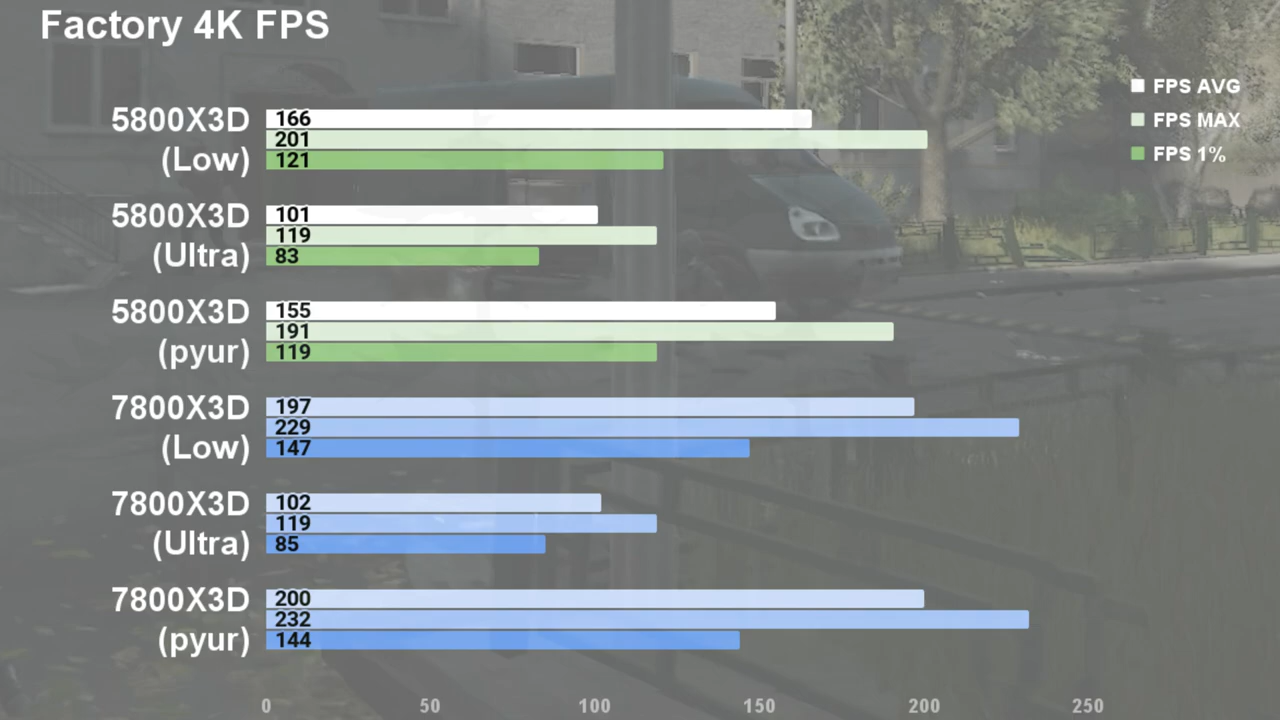 Factory 4K FPS
FPS AVG
FPS MAX
FPS 1%
5800X3D
(Low)
166
201
121
5800X3D
(Ultra)
101
119
83
5800X3D
(pyur)
155
191
119
7800X3D
(Low)
197
229
147
7800X3D
(Ultra)
102
119
85
7800X3D
(pyur)
200
232
144
0 50 100 150 200 250